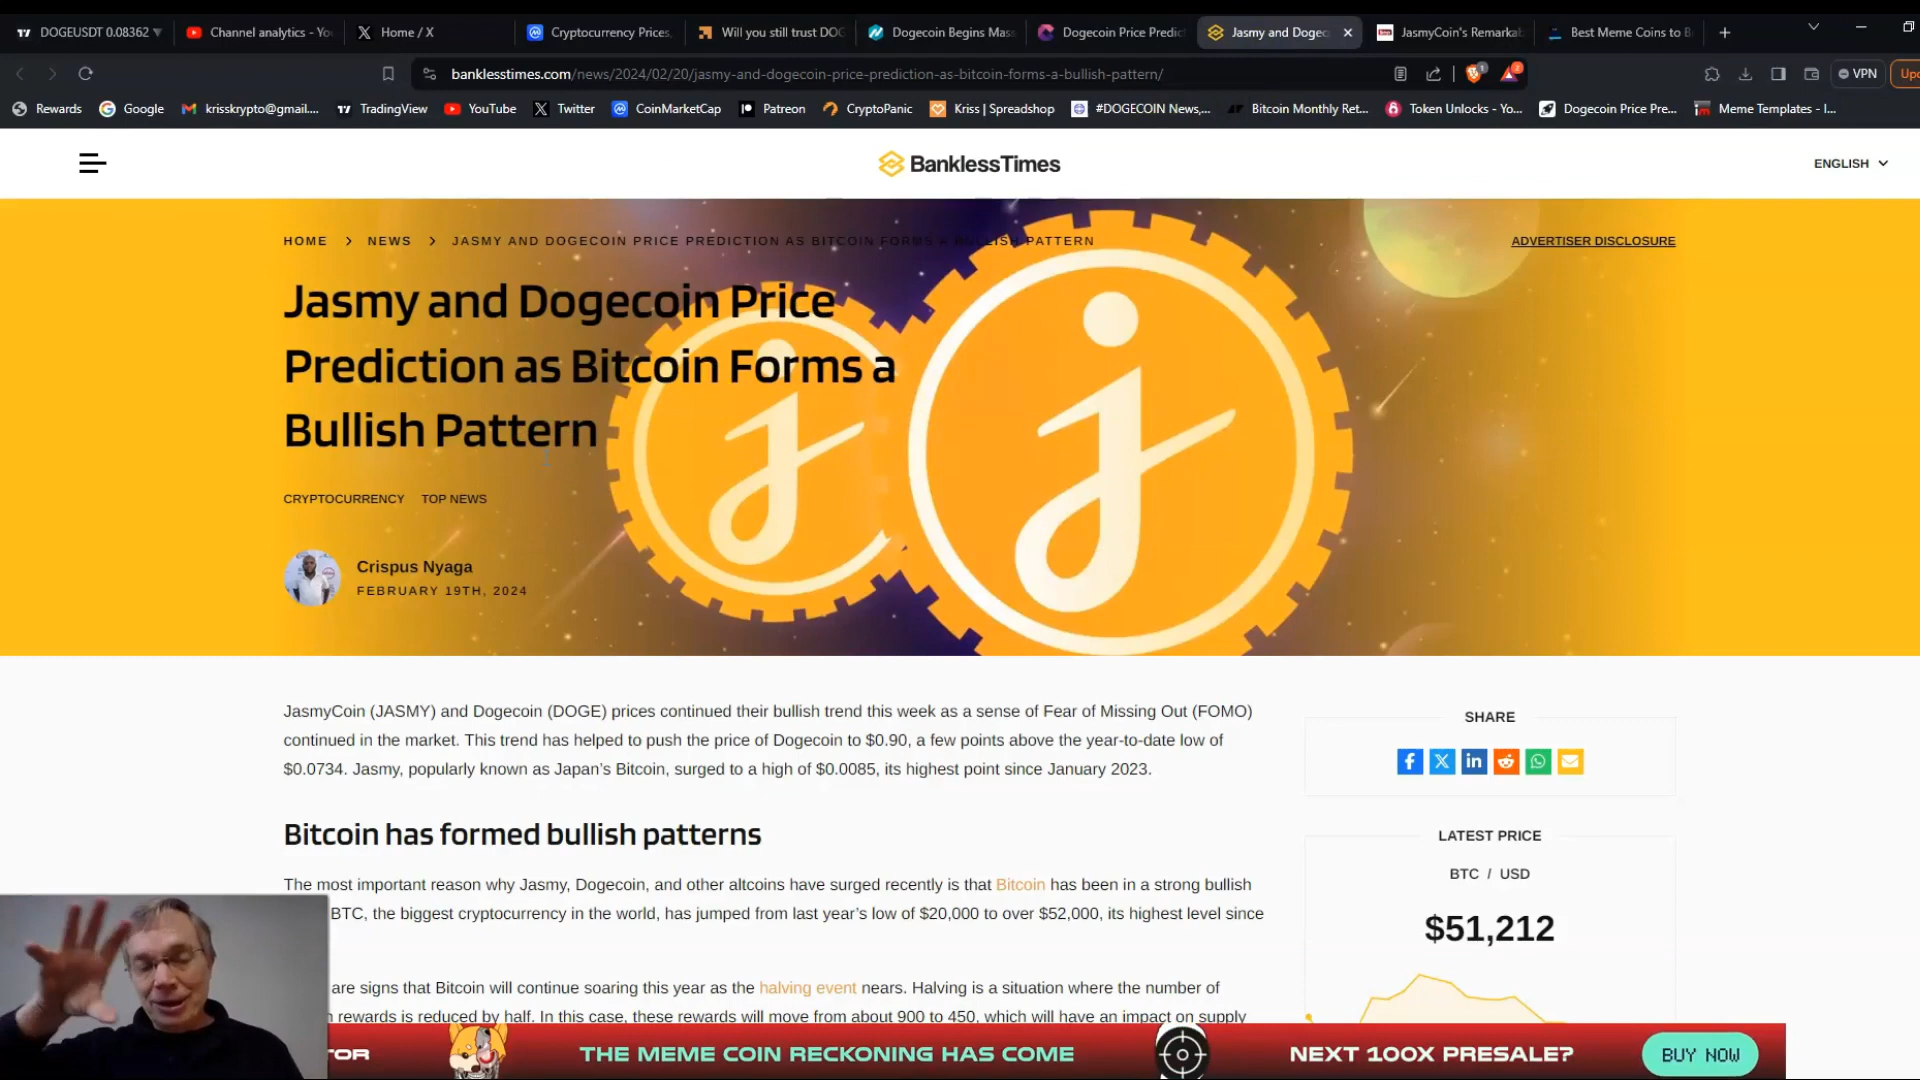 DOGEUSDT 0.08362
Channel analytics - Yo
Home / X
Cryptocurrency Prices,
Will you still trust DOG
Dogecoin Begins Mass
Dogecoin Price Predict
Jasmy and Dogec
JasmyCoin's Remarkab
Best Meme Coins to B
banklesstimes.com/news/2024/02/20/jasmy-and-dogecoin-price-prediction-as-bitcoin-forms-a-bullish-pattern/
1
2
VPN
Upd
Rewards
Google
krisskrypto@gmail....
TradingView
YouTube
Twitter
CoinMarketCap
Patreon
CryptoPanic
Kriss | Spreadshop
#DOGECOIN News,...
Bitcoin Monthly Ret...
Token Unlocks - Yo...
Dogecoin Price Pre...
Meme Templates - I...
BanklessTimes
ENGLISH
HOME > NEWS > JASMY AND DOGECOIN PRICE PREDICTION AS BITCOIN FORMS A BULLISH PATTERN
ADVERTISER DISCLOSURE
Jasmy and Dogecoin Price
Prediction as Bitcoin Forms a
Bullish Pattern
CRYPTOCURRENCY TOP NEWS
Crispus Nyaga
FEBRUARY 19TH, 2024
JasmyCoin (JASMY) and Dogecoin (DOGE) prices continued their bullish trend this week as a sense of Fear of Missing Out (FOMO)
continued in the market. This trend has helped to push the price of Dogecoin to $0.90, a few points above the year-to-date low of
$0.0734. Jasmy, popularly known as Japan's Bitcoin, surged to a high of $0.0085, its highest point since January 2023.
Bitcoin has formed bullish patterns
The most important reason why Jasmy, Dogecoin, and other altcoins have surged recently is that Bitcoin has been in a strong bullish
BTC, the biggest cryptocurrency in the world, has jumped from last year's low of $20,000 to over $52,000, its highest level since
are signs that Bitcoin will continue soaring this year as the halving event nears. Halving is a situation where the number of
rewards is reduced by half. In this case, these rewards will move from about 900 to 450, which will have an impact on supply
SHARE
LATEST PRICE
BTC / USD
$51,212
TOR
THE MEME COIN RECKONING HAS COME
NEXT 100X PRESALE?
BUY NOW